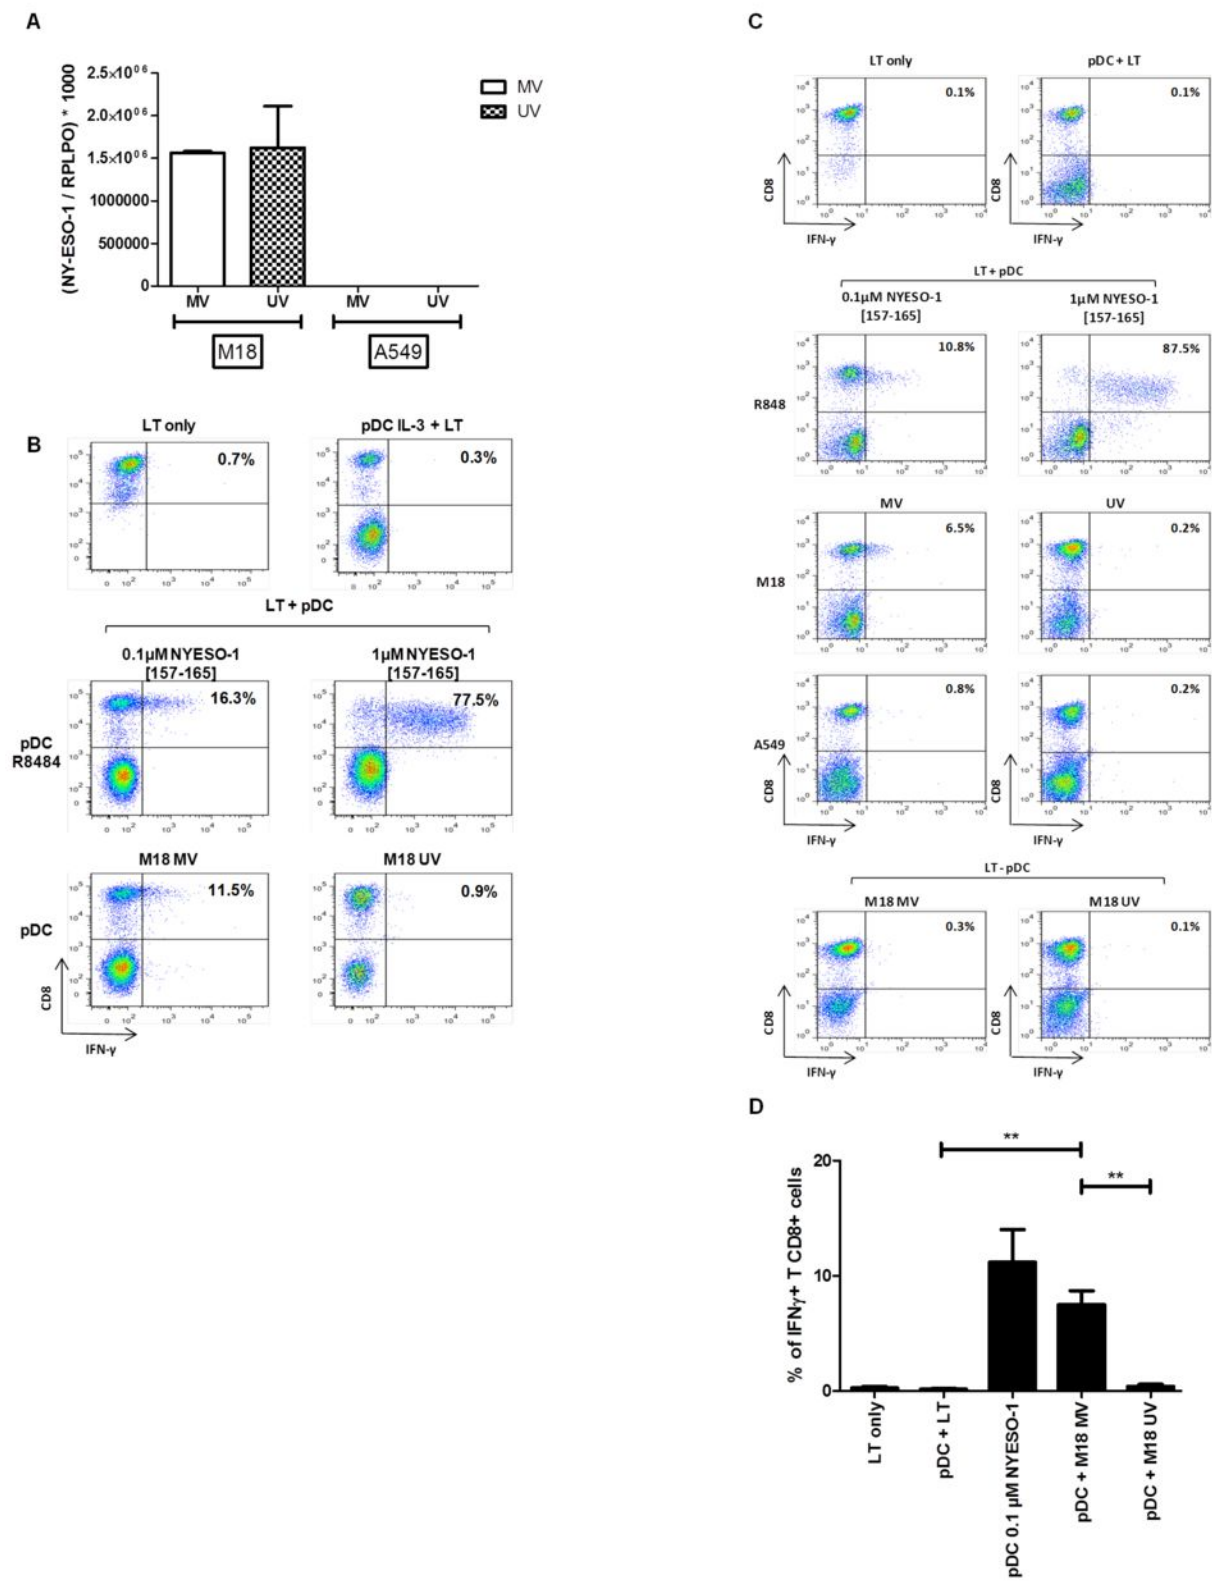 A
(NY-ESO-1 / RPLPO) * 1000
2.5×10⁰⁶
2.0×10⁰⁶
1.5×10⁰⁶
1000000
500000
0
MV
UV
MV UV MV UV
M18 A549
B
LT only pDC IL-3 + LT
0.7% 0.3%
LT + pDC
0.1µM NYESO-1 1µM NYESO-1
[157-165] [157-165]
pDC
R8484
16.3% 77.5%
M18 MV M18 UV
pDC
11.5% 0.9%
CD8
IFN-γ
C
LT only pDC + LT
0.1% 0.1%
CD8 CD8
IFN-γ IFN-γ
LT + pDC
0.1µM NYESO-1 1µM NYESO-1
[157-165] [157-165]
R848
10.8% 87.5%
MV UV
M18
6.5% 0.2%
A549
0.8% 0.2%
CD8 CD8
IFN-γ IFN-γ
LT - pDC
M18 MV M18 UV
0.3% 0.1%
CD8 CD8
IFN-γ IFN-γ
D
% of IFN-γ+ T CD8+ cells
20
10
0
**
**
LT only
pDC + LT
pDC 0.1 µM NYESO-1
pDC + M18 MV
pDC + M18 UV